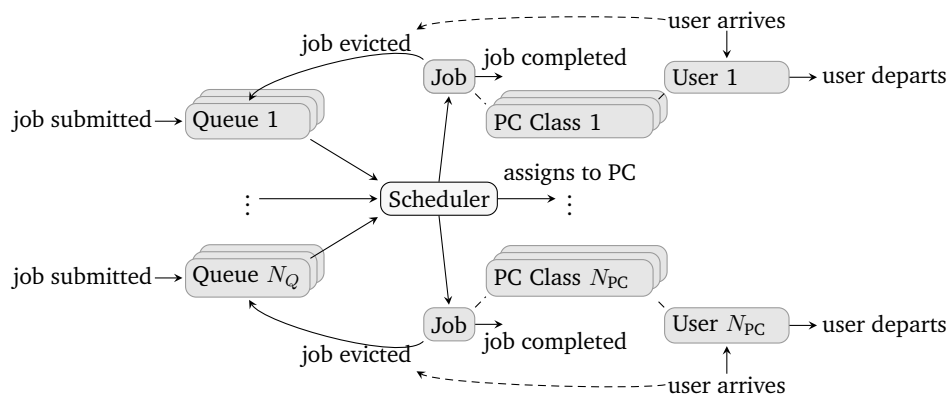 user arrives
job evicted
job completed
Job
User 1
user departs
job submitted
Queue 1
PC Class 1
assigns to PC
⋮
Scheduler
⋮
job submitted
Queue N_Q
PC Class N_PC
Job
User N_PC
user departs
job completed
job evicted
user arrives